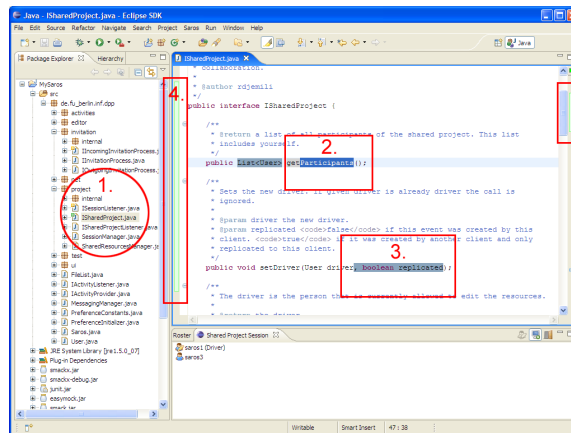 Java - ISharedProject.java - Eclipse SDK
File Edit Source Refactor Navigate Search Project Saros Run Window Help
Java
Package Explorer Hierarchy
MySaros
src
de.fu_berlin.inf.dpp
activities
editor
invitation
internal
IIncomingInvitationProcess.java
IInvitationProcess.java
IOutgoingInvitationProcess.java
net
project
internal
ISessionListener.java
ISharedProject.java
ISharedProjectListener.java
SessionManager.java
SharedResourcesManager.ja
test
ui
FileList.java
IActivityListener.java
IActivityProvider.java
MessagingManager.java
PreferenceConstants.java
PreferenceInitializer.java
Saros.java
User.java
JRE System Library [jre1.5.0_07]
Plug-in Dependencies
smackx.jar
smackx-debug.jar
junit.jar
easymock.jar
smack.jar
1.
ISharedProject.java
* collaboration.
*
* @author rdjemili
*/
public interface ISharedProject {
/**
* @return a list of all participants of the shared project. This list
* includes yourself.
*/
public List<User> getParticipants();
/**
* Sets the new driver. If given driver is already driver the call is
* ignored.
*
* @param driver the new driver.
* @param replicated <code>false</code> if this event was created by this
* client. <code>true</code> if it was created by another client and only
* replicated to this client.
*/
public void setDriver(User driver, boolean replicated);
/**
* The driver is the person that is currently allowed to edit the resources.
*
* @return the driver.
2.
3.
4.
Roster Shared Project Session
saros1 (Driver)
saros3
Writable Smart Insert 47 : 38